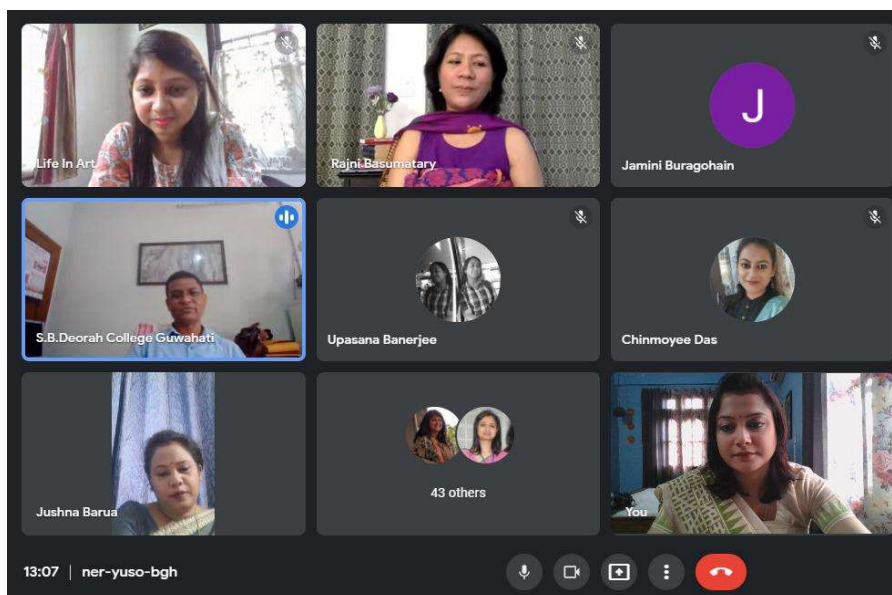 Life In Art
Rajni Basumatary
J
Jamini Buragohain
S.B.Deorah College Guwahati
Upasana Banerjee
Chinmoyee Das
Jushna Barua
43 others
You
13:07 | ner-yuso-bgh